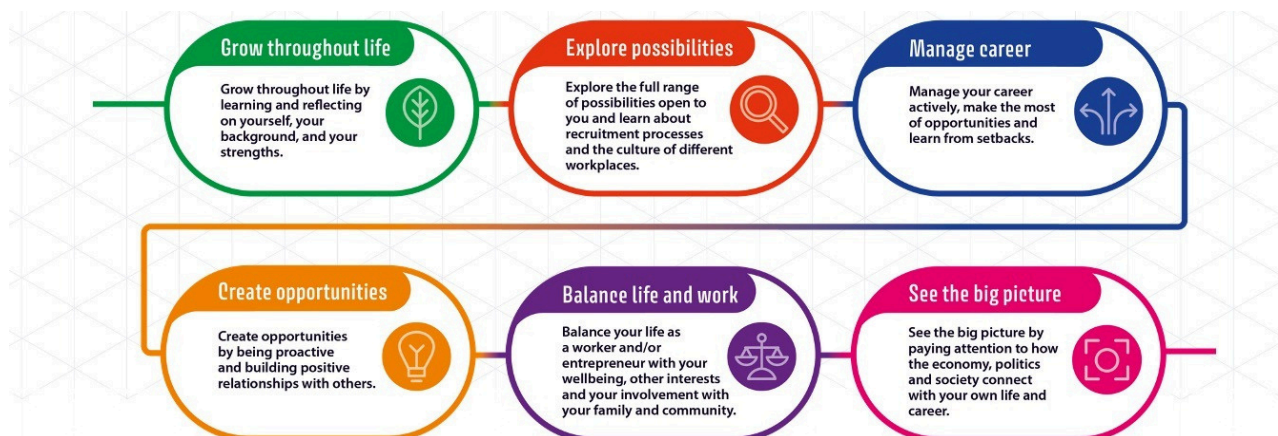 Grow throughout life
Grow throughout life by
learning and reflecting
on yourself, your
background, and your
strengths.
Explore possibilities
Explore the full range
of possibilities open to
you and learn about
recruitment processes
and the culture of different
workplaces.
Manage career
Manage your career
actively, make the most
of opportunities and
learn from setbacks.
Create opportunities
Create opportunities
by being proactive
and building positive
relationships with others.
Balance life and work
Balance your life as
a worker and/or
entrepreneur with your
wellbeing, other interests
and your involvement with
your family and community.
See the big picture
See the big picture by
paying attention to how
the economy, politics
and society connect
with your own life and
career.